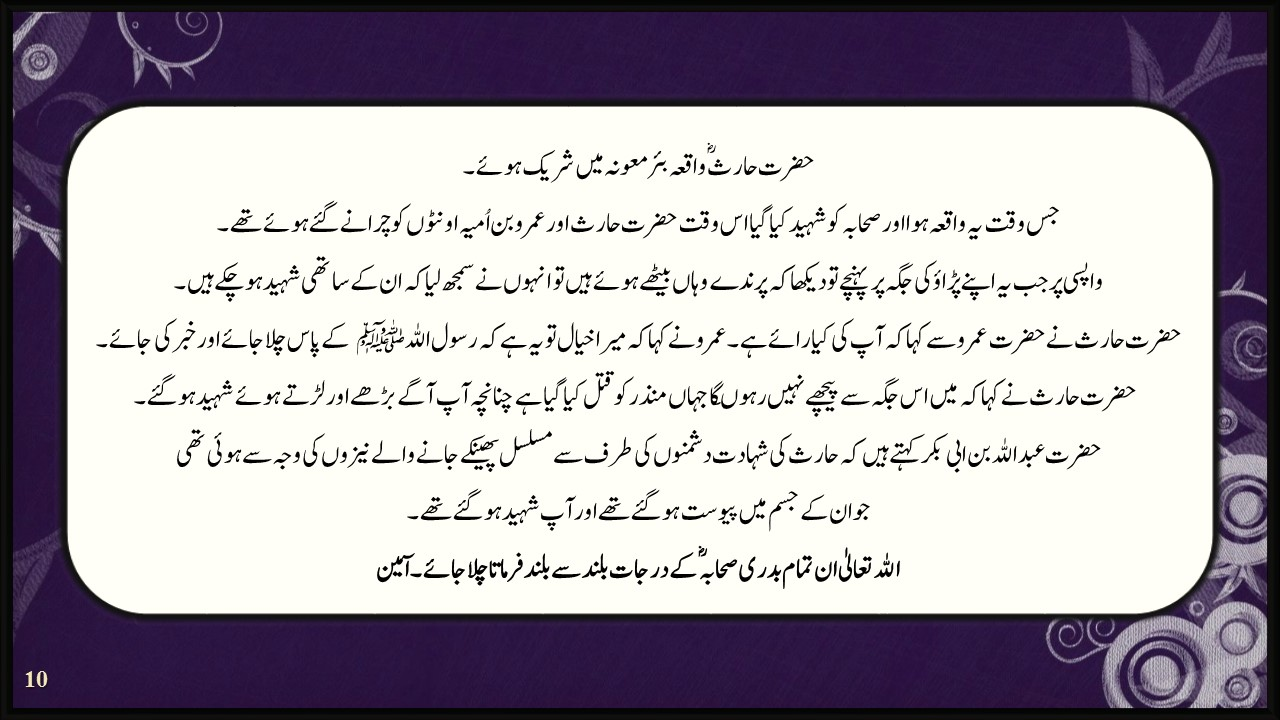 حضرت حارثؓ واقعہ بئر معونہ میں شریک ہوئے۔
جس وقت یہ واقعہ ہوا اور صحابہ کو شہید کیا گیا اس وقت حضرت حارث اور عمرو بن اُمیہ اونٹوں کو چرانے گئے ہوئے تھے۔
واپسی پر جب یہ اپنے پڑاؤ کی جگہ پر پہنچے تو دیکھا کہ پرندے وہاں بیٹھے ہوئے ہیں تو انہوں نے سمجھ لیا کہ ان کے ساتھی شہید ہو چکے ہیں۔
حضرت حارث نے حضرت عمرو سے کہا کہ آپ کی کیا رائے ہے۔ عمرو نے کہا کہ میرا خیال تو یہ ہے کہ رسول اللہ ﷺ کے پاس چلا جائے اور خبر کی جائے۔
حضرت حارث نے کہا کہ میں اس جگہ سے پیچھے نہیں رہوں گا جہاں منذر کو قتل کیا گیا ہے چنانچہ آپ آگے بڑھے اور لڑتے ہوئے شہید ہو گئے۔
حضرت عبد اللہ بن ابی بکر کہتے ہیں کہ حارث کی شہادت دشمنوں کی طرف سے مسلسل پھینکے جانے والے نیزوں کی وجہ سے ہوئی تھی
جو ان کے جسم میں پیوست ہو گئے تھے اور آپ شہید ہو گئے تھے۔
اللہ تعالیٰ ان تمام بدری صحابہؓ کے درجات بلند سے بلند فرماتا چلا جائے۔ آمین
10